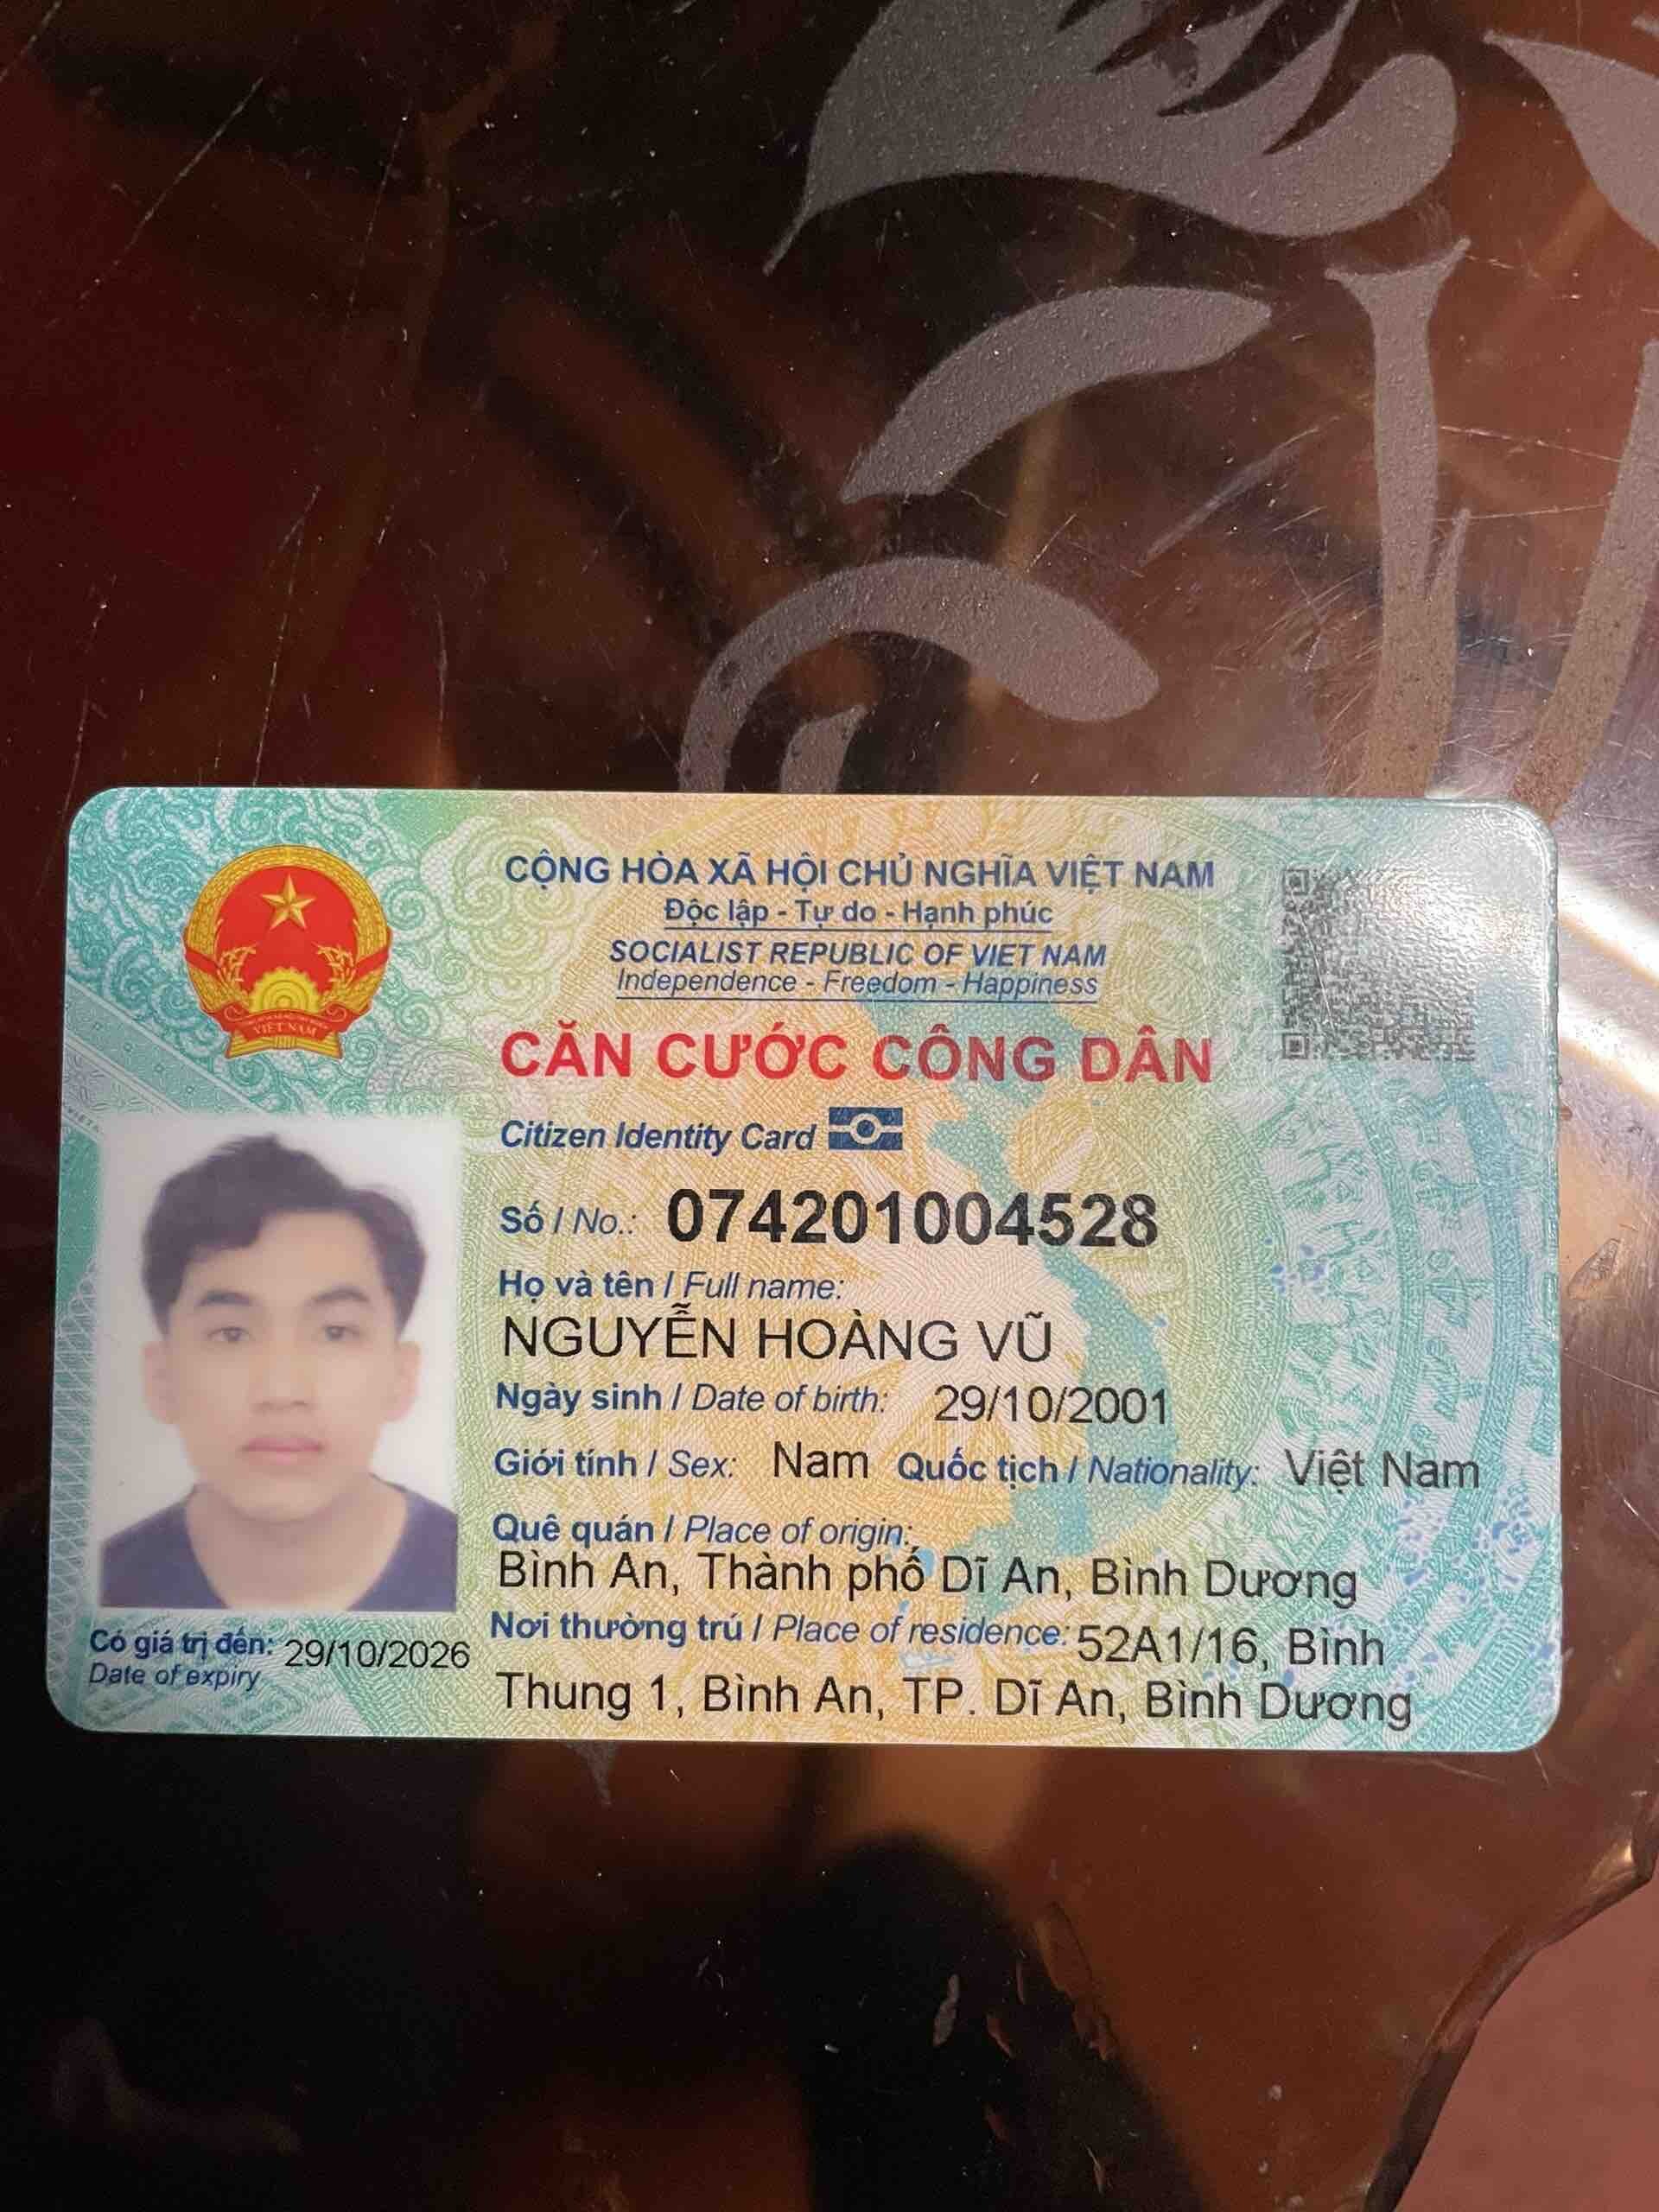 CỘNG HÒA XÃ HỘI CHỦ NGHĨA VIỆT NAM
Độc lập - Tự do - Hạnh phúc
SOCIALIST REPUBLIC OF VIET NAM
Independence - Freedom - Happiness
CĂN CƯỚC CÔNG DÂN
Citizen Identity Card
Số / No.: 074201004528
Họ và tên / Full name:
NGUYỄN HOÀNG VŨ
Ngày sinh / Date of birth: 29/10/2001
Giới tính / Sex: Nam Quốc tịch / Nationality: Việt Nam
Quê quán / Place of origin:
Bình An, Thành phố Dĩ An, Bình Dương
Nơi thường trú / Place of residence: 52A1/16, Bình
Thung 1, Bình An, TP. Dĩ An, Bình Dương
Có giá trị đến: 29/10/2026
Date of expiry
VIỆT NAM